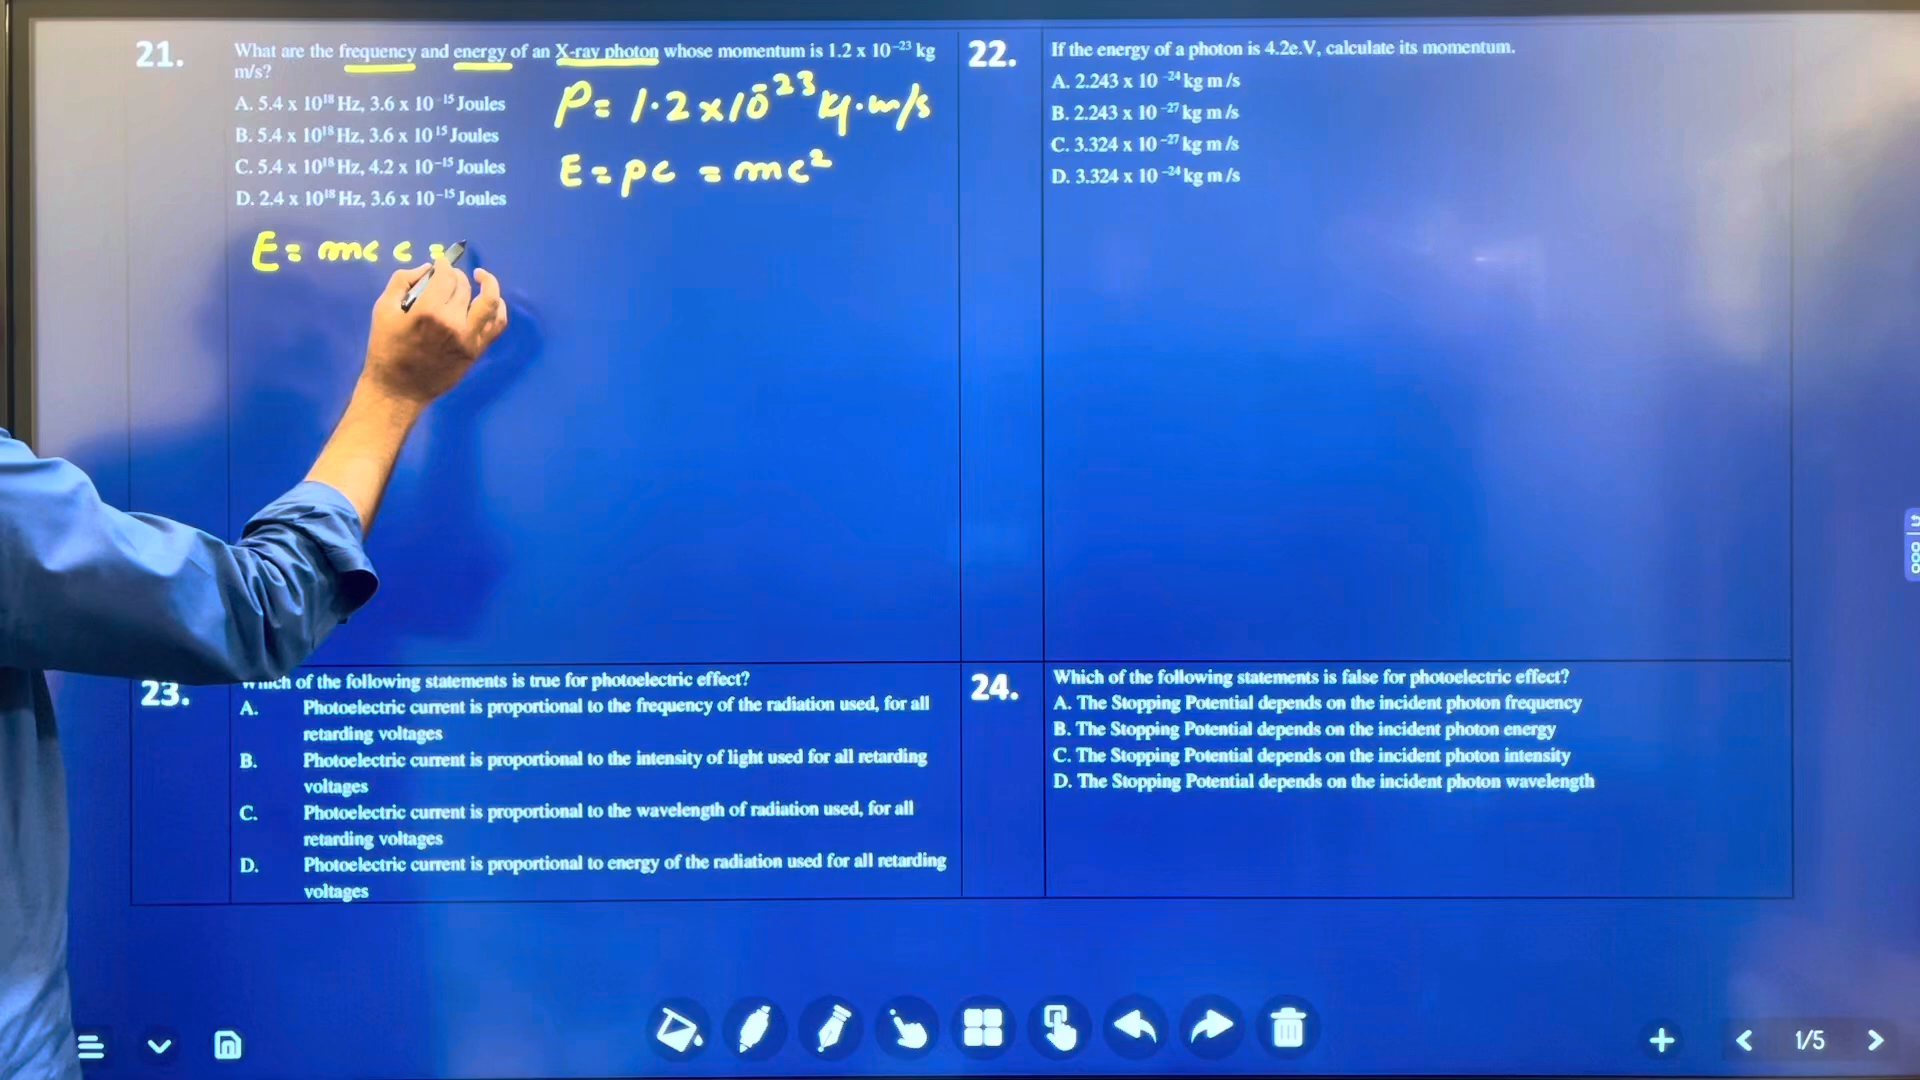 21.
What are the frequency and energy of an X-ray photon whose momentum is 1.2 x 10⁻²³ kg
m/s?
A. 5.4 x 10¹⁸ Hz, 3.6 x 10 ⁻¹⁵ Joules
B. 5.4 x 10¹⁸ Hz, 3.6 x 10 ¹⁵ Joules
C. 5.4 x 10¹⁸ Hz, 4.2 x 10⁻¹⁵ Joules
D. 2.4 x 10¹⁸ Hz, 3.6 x 10⁻¹⁵ Joules
P = 1.2 x 10⁻²³ kg.m/s
E = pc = mc²
E = mc c =
22.
If the energy of a photon is 4.2e.V, calculate its momentum.
A. 2.243 x 10 ⁻²⁴ kg m /s
B. 2.243 x 10 ⁻²⁷ kg m /s
C. 3.324 x 10 ⁻²⁷ kg m /s
D. 3.324 x 10 ⁻²⁴ kg m /s
23.
of the following statements is true for photoelectric effect?
A. Photoelectric current is proportional to the frequency of the radiation used, for all
retarding voltages
B. Photoelectric current is proportional to the intensity of light used for all retarding
voltages
C. Photoelectric current is proportional to the wavelength of radiation used, for all
retarding voltages
D. Photoelectric current is proportional to energy of the radiation used for all retarding
voltages
24.
Which of the following statements is false for photoelectric effect?
A. The Stopping Potential depends on the incident photon frequency
B. The Stopping Potential depends on the incident photon energy
C. The Stopping Potential depends on the incident photon intensity
D. The Stopping Potential depends on the incident photon wavelength
1/5